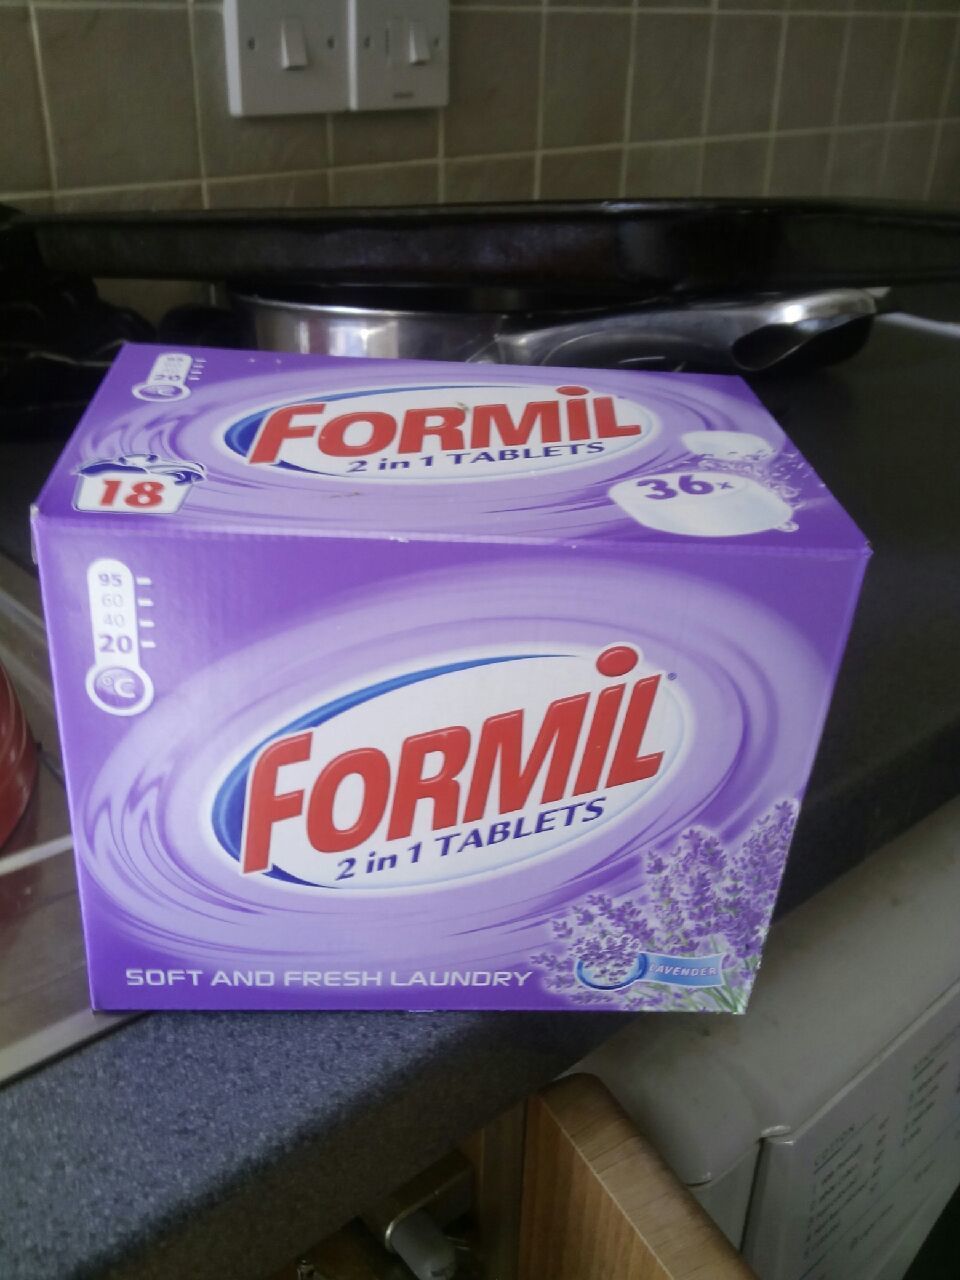 95
20
FORMIL
2 in 1 TABLETS
18
36x
95
60
40
20
°C
FORMIL®
2 in 1 TABLETS
SOFT AND FRESH LAUNDRY
LAVENDER
COTTON